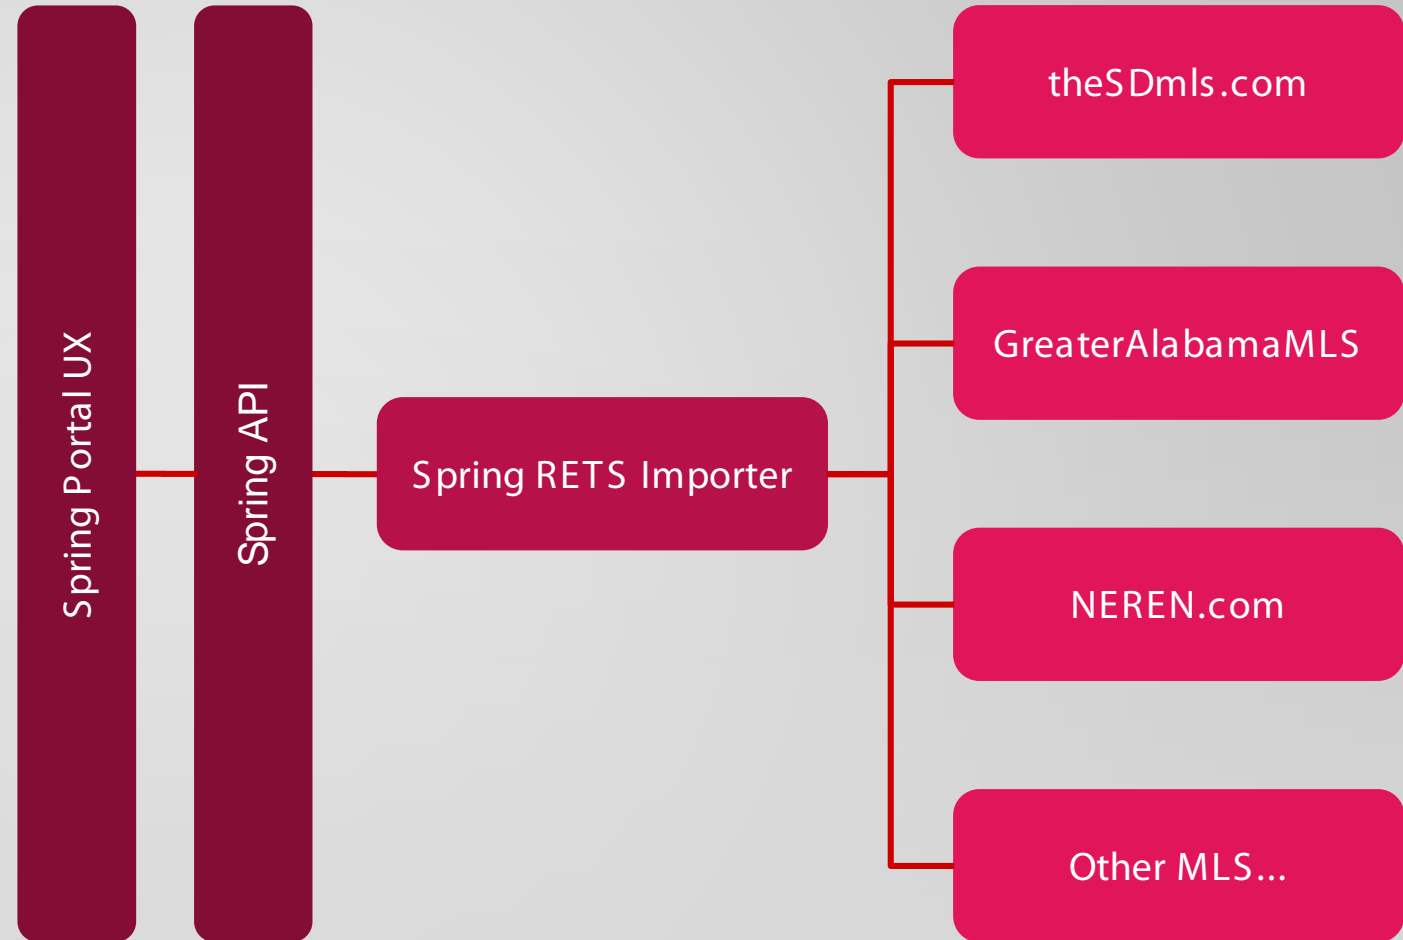 Spring Portal UX
Spring API
Spring RETS Importer
theSDmls.com
GreaterAlabamaMLS
NEREN.com
Other MLS...